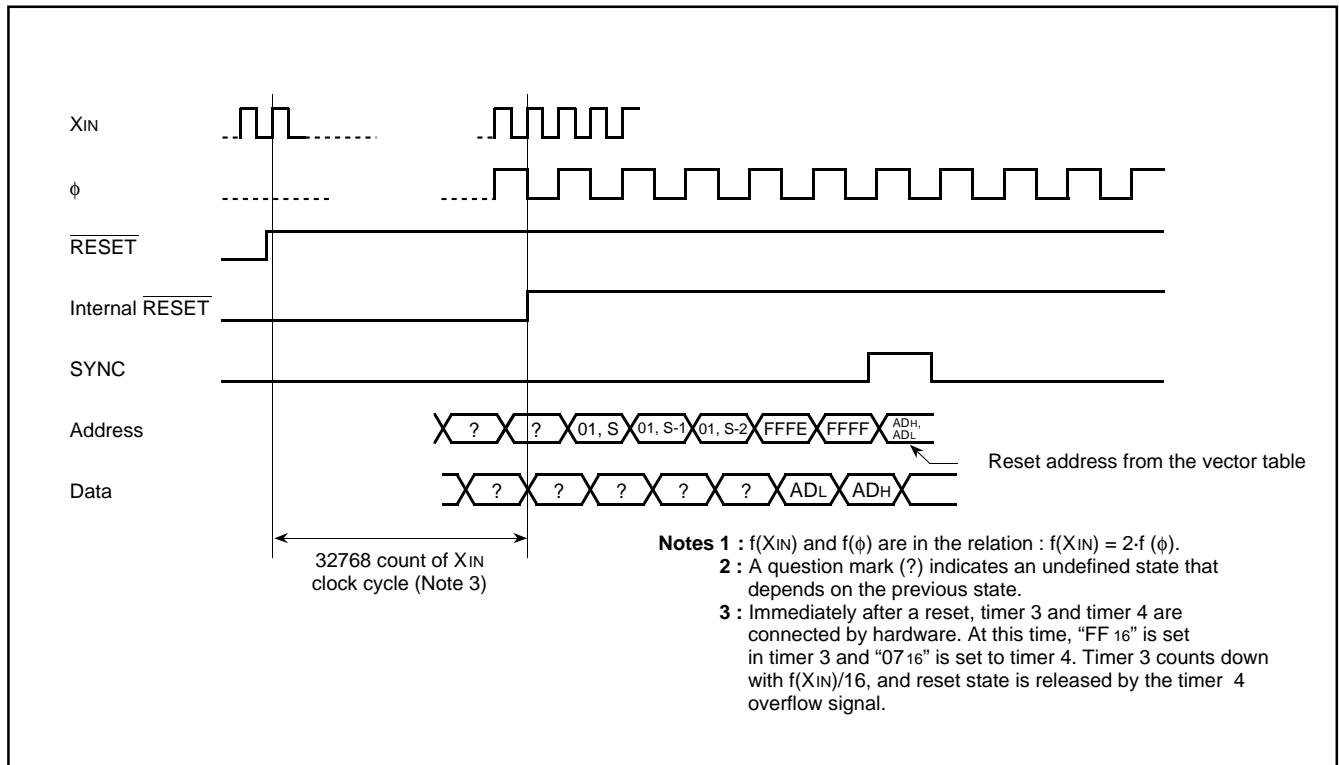 XIN
ϕ
RESET
Internal RESET
SYNC
Address
? ? 01, S 01, S-1 01, S-2 FFFE FFFF ADH,
ADL
Reset address from the vector table
Data
? ? ? ? ? ADL ADH
32768 count of XIN
clock cycle (Note 3)
Notes 1 : f(XIN) and f(ϕ) are in the relation : f(XIN) = 2·f (ϕ).
2 : A question mark (?) indicates an undefined state that
depends on the previous state.
3 : Immediately after a reset, timer 3 and timer 4 are
connected by hardware. At this time, “FF 16” is set
in timer 3 and “07 16” is set to timer 4. Timer 3 counts down
with f(XIN)/16, and reset state is released by the timer 4
overflow signal.